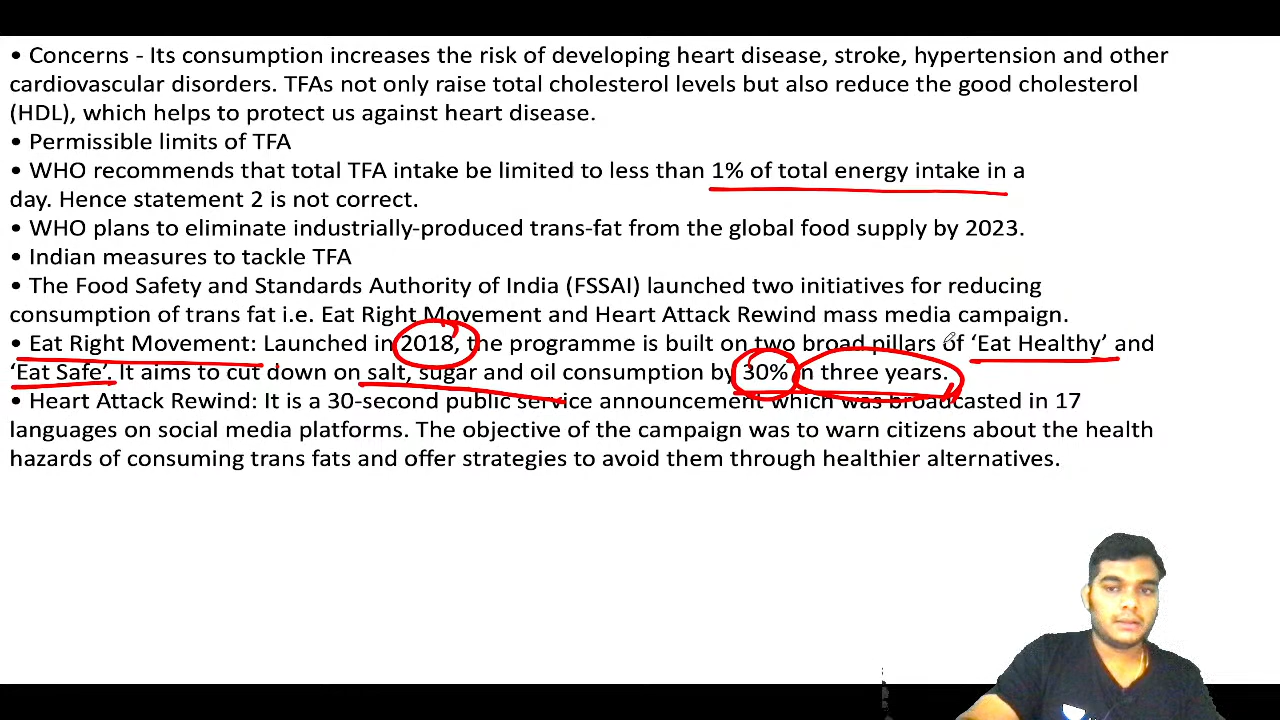 • Concerns - Its consumption increases the risk of developing heart disease, stroke, hypertension and other
cardiovascular disorders. TFAs not only raise total cholesterol levels but also reduce the good cholesterol
(HDL), which helps to protect us against heart disease.
• Permissible limits of TFA
• WHO recommends that total TFA intake be limited to less than 1% of total energy intake in a
day. Hence statement 2 is not correct.
• WHO plans to eliminate industrially-produced trans-fat from the global food supply by 2023.
• Indian measures to tackle TFA
• The Food Safety and Standards Authority of India (FSSAI) launched two initiatives for reducing
consumption of trans fat i.e. Eat Right Movement and Heart Attack Rewind mass media campaign.
• Eat Right Movement: Launched in 2018, the programme is built on two broad pillars of ‘Eat Healthy’ and
‘Eat Safe’. It aims to cut down on salt, sugar and oil consumption by 30% in three years.
• Heart Attack Rewind: It is a 30-second public service announcement which was broadcasted in 17
languages on social media platforms. The objective of the campaign was to warn citizens about the health
hazards of consuming trans fats and offer strategies to avoid them through healthier alternatives.